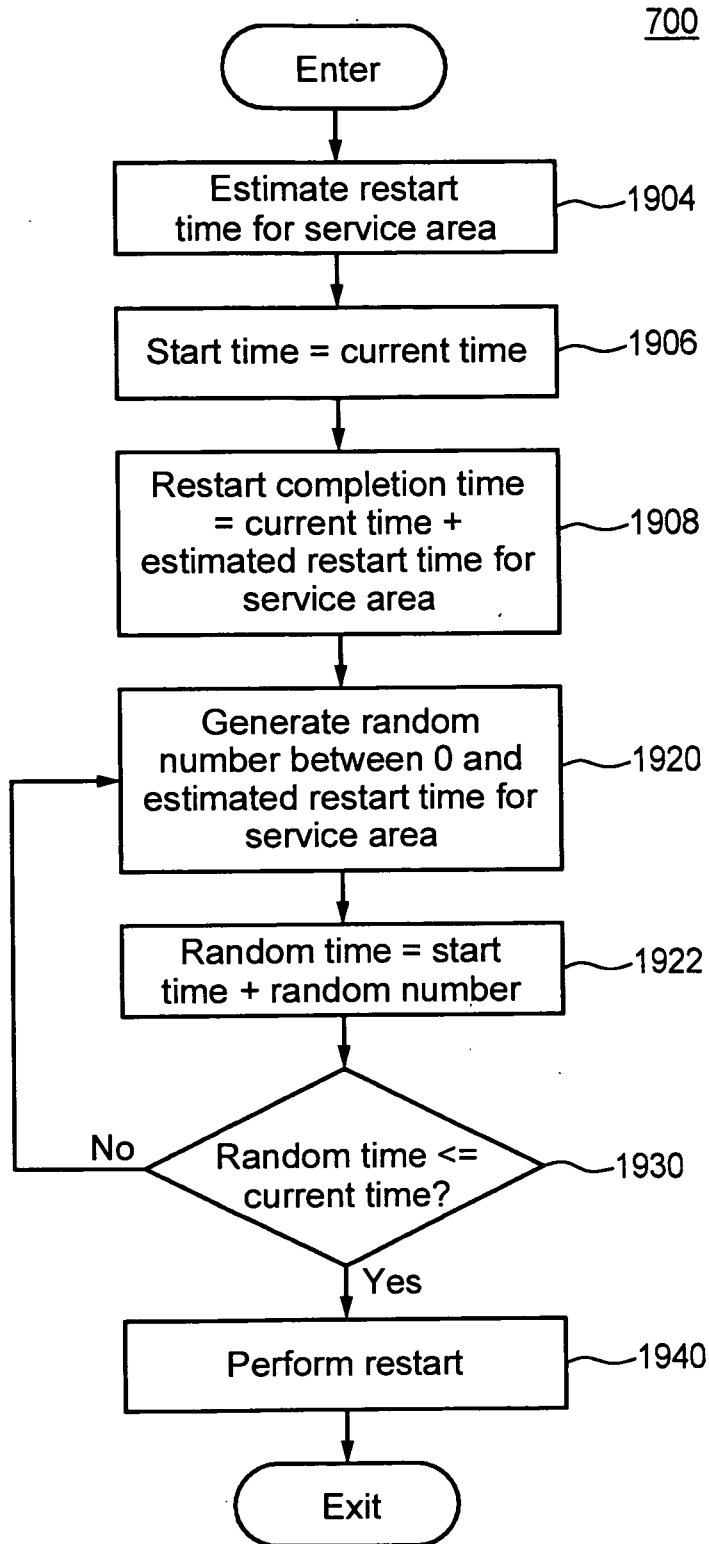 700
Enter
Estimate restart
time for service area
1904
Start time = current time
1906
Restart completion time
= current time +
estimated restart time for
service area
1908
Generate random
number between 0 and
estimated restart time for
service area
1920
Random time = start
time + random number
1922
No
Random time <=
current time?
1930
Yes
Perform restart
1940
Exit